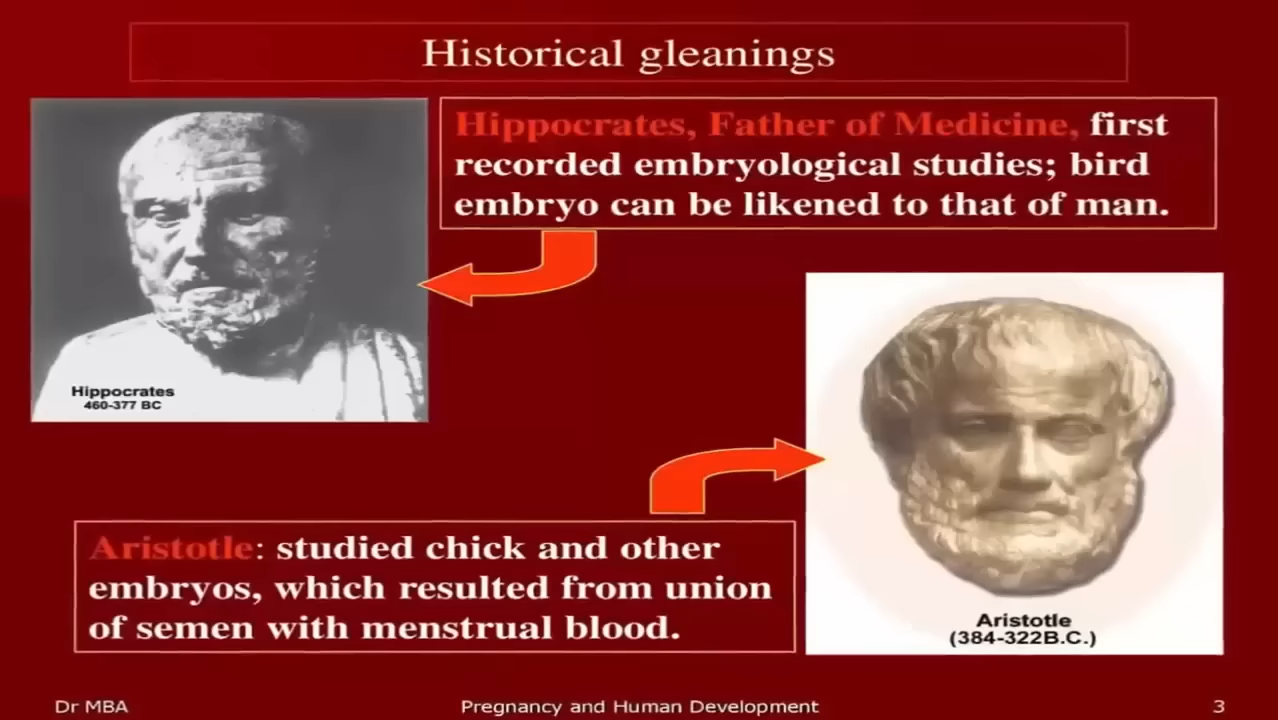 Historical gleanings
Hippocrates, Father of Medicine, first
recorded embryological studies; bird
embryo can be likened to that of man.
Hippocrates
460-377 BC
Aristotle: studied chick and other
embryos, which resulted from union
of semen with menstrual blood.
Aristotle
(384-322B.C.)
Dr MBA
Pregnancy and Human Development
3